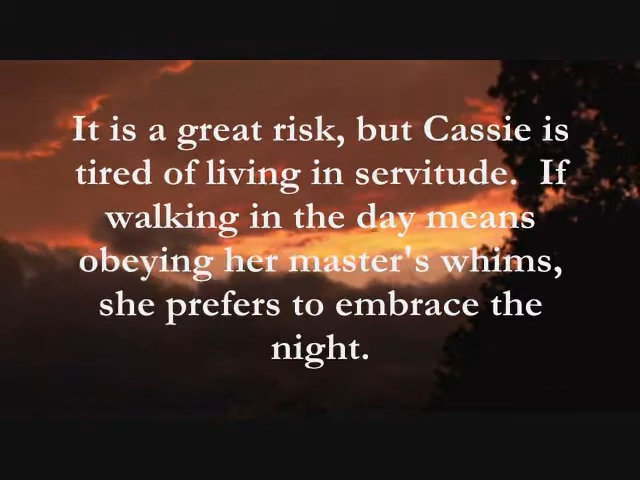 It is a great risk, but Cassie is
tired of living in servitude.  If
walking in the day means
obeying her master's whims,
she prefers to embrace the
night.